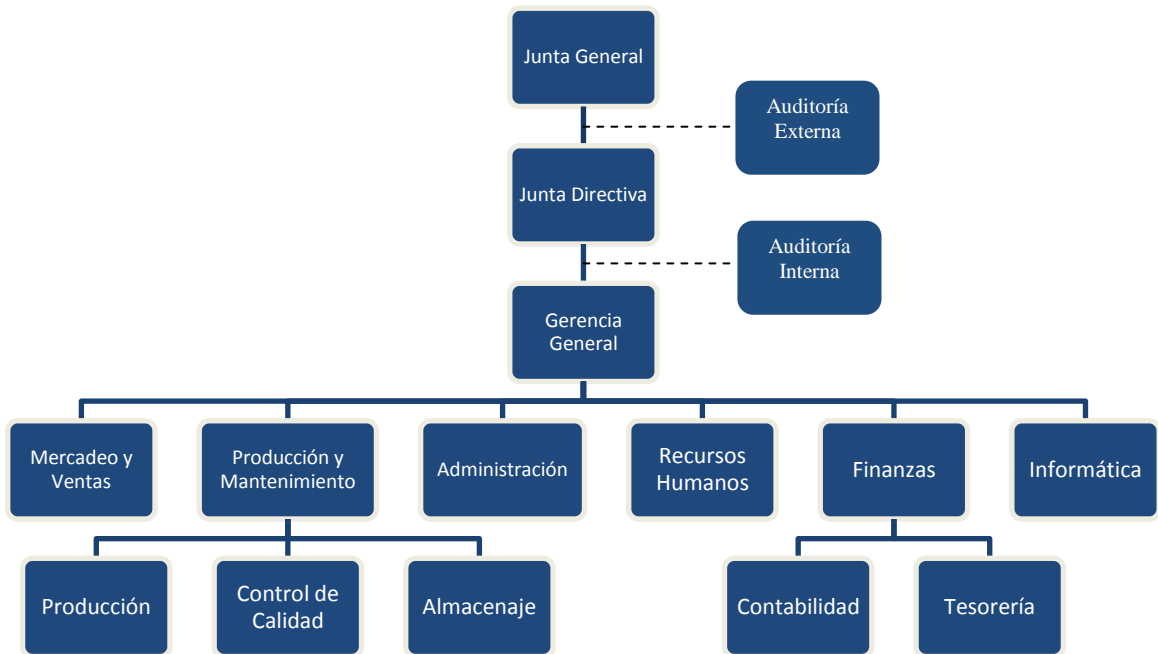 Junta General
Auditoría
Externa
Junta Directiva
Auditoría
Interna
Gerencia
General
Mercadeo y
Ventas
Producción y
Mantenimiento
Administración
Recursos
Humanos
Finanzas
Informática
Producción
Control de
Calidad
Almacenaje
Contabilidad
Tesorería